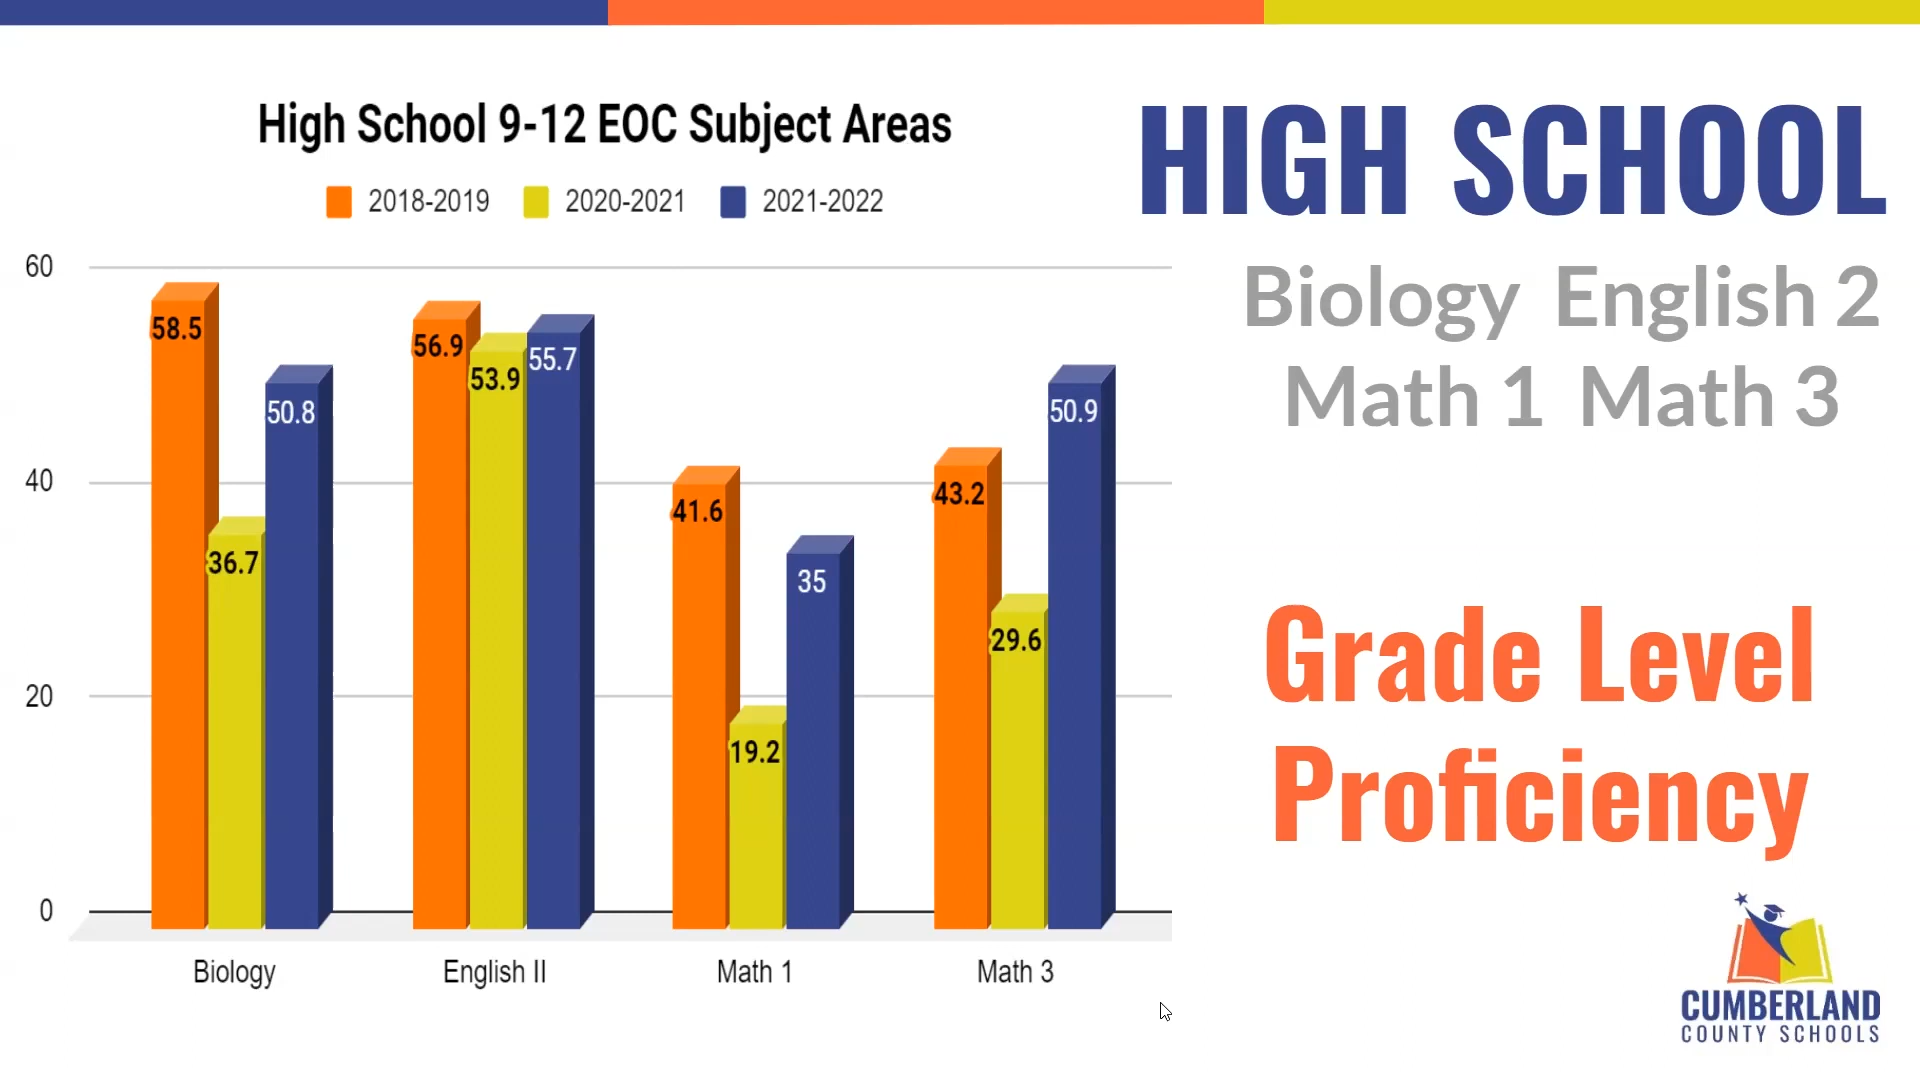 High School 9-12 EOC Subject Areas
2018-2019 2020-2021 2021-2022
60
40
20
0
58.5
36.7
50.8
56.9
53.9
55.7
41.6
19.2
35
43.2
29.6
50.9
Biology English II Math 1 Math 3
HIGH SCHOOL
Biology English 2
Math 1 Math 3
Grade Level
Proficiency
CUMBERLAND
COUNTY SCHOOLS